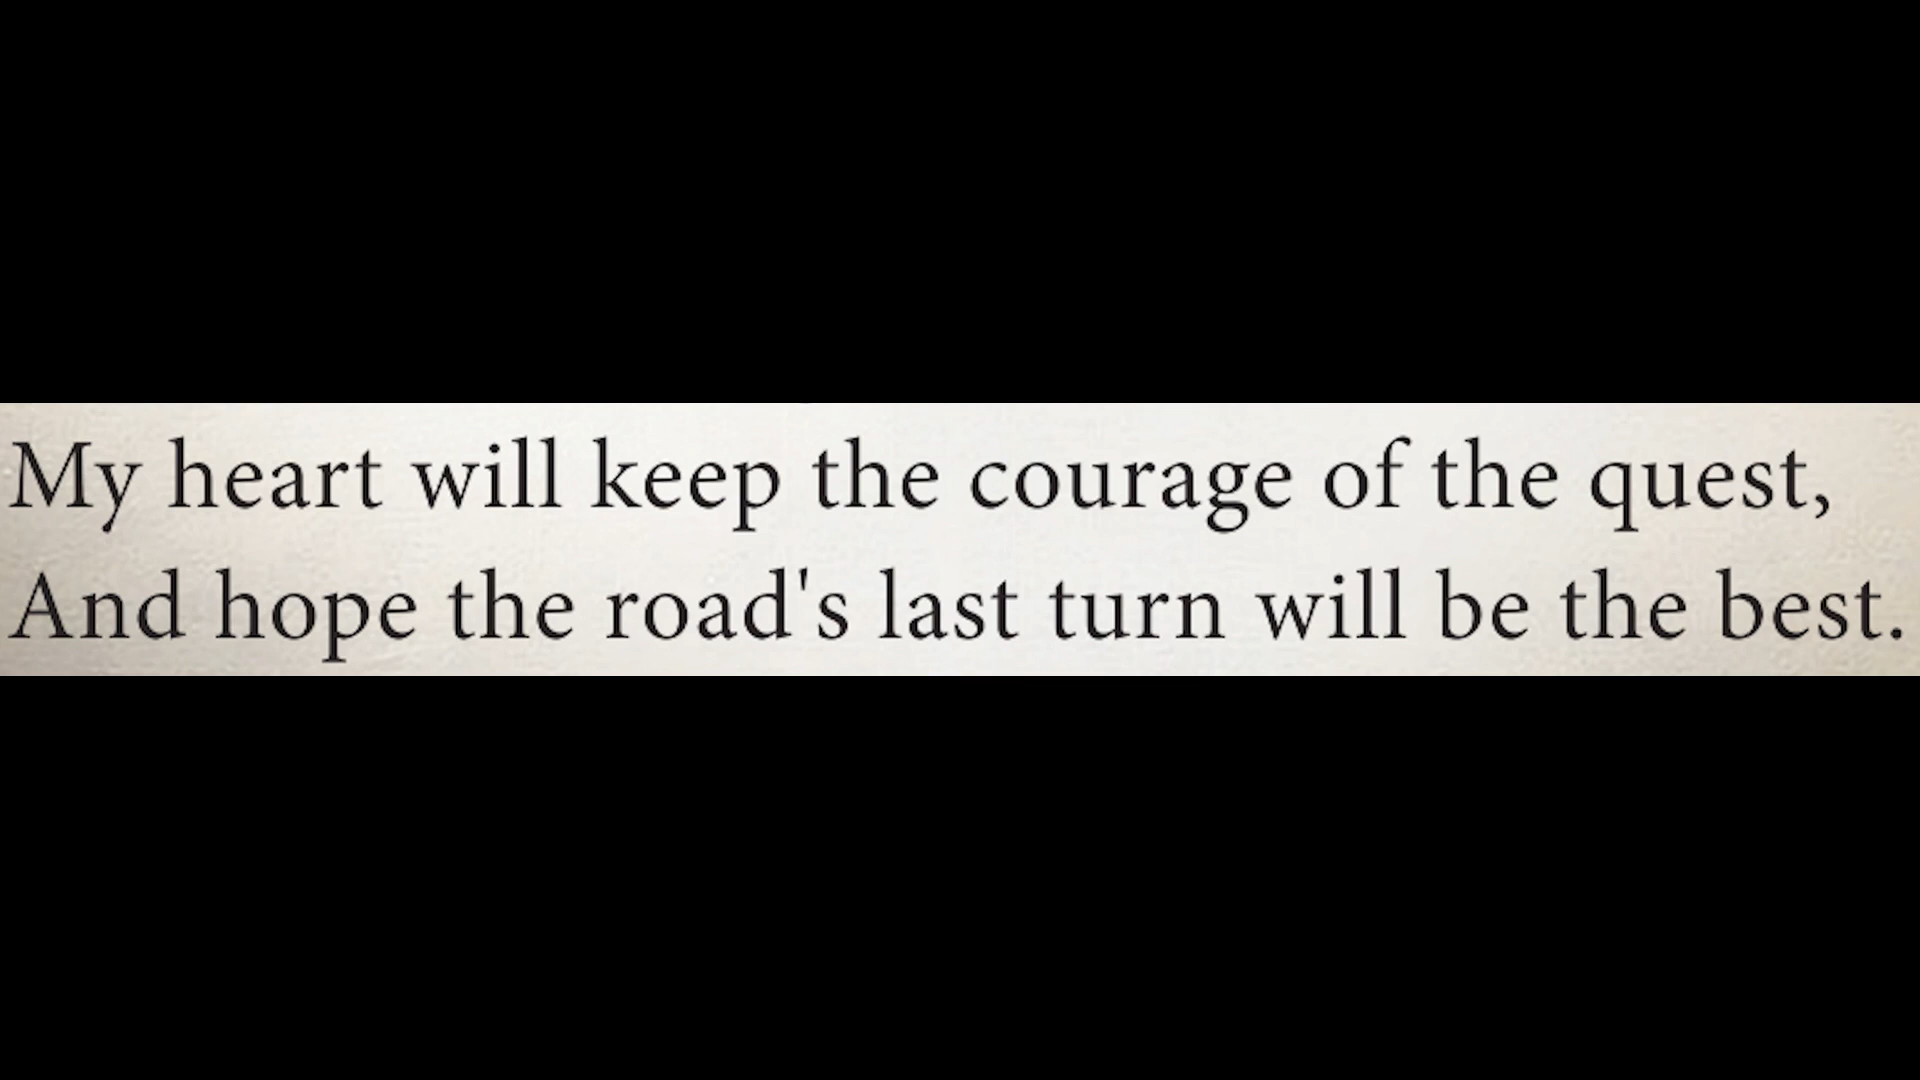 My heart will keep the courage of the quest,
And hope the road's last turn will be the best.